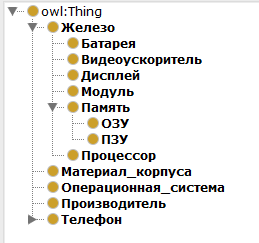 owl:Thing
Железо
Батарея
Видеоускоритель
Дисплей
Модуль
Память
ОЗУ
ПЗУ
Процессор
Материал_корпуса
Операционная_система
Производитель
Телефон